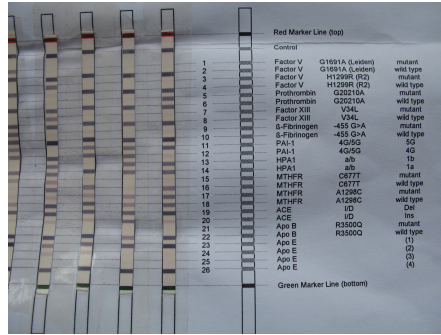 Red Marker Line (top)
Control
1 Factor V G1691A (Leiden) mutant
2 Factor V G1691A (Leiden) wild type
3 Factor V H1299R (R2) mutant
4 Factor V H1299R (R2) wild type
5 Prothrombin G20210A mutant
6 Prothrombin G20210A wild type
7 Factor XIII V34L mutant
8 Factor XIII V34L wild type
9 ß-Fibrinogen -455 G>A mutant
10 ß-Fibrinogen -455 G>A wild type
11 PAI-1 4G/5G 5G
12 PAI-1 4G/5G 4G
13 HPA1 a/b 1b
14 HPA1 a/b 1a
15 MTHFR C677T mutant
16 MTHFR C677T wild type
17 MTHFR A1298C mutant
18 MTHFR A1298C wild type
19 ACE I/D Del
20 ACE I/D Ins
21 Apo B R3500Q mutant
22 Apo B R3500Q wild type
23 Apo E (1)
24 Apo E (2)
25 Apo E (3)
26 Apo E (4)
Green Marker Line (bottom)